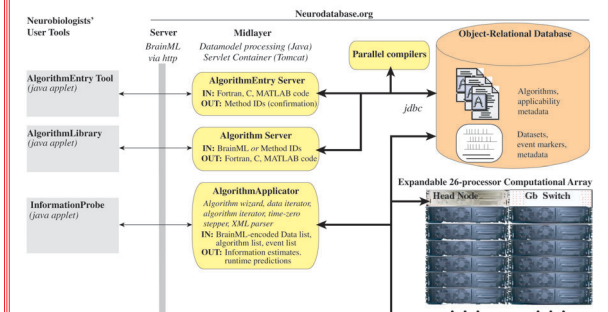 Neurodatabase.org
Neurobiologists'
User Tools
Server
BrainML
via http
Midlayer
Datamodel processing (Java)
Servlet Container (Tomcat)
Parallel compilers
Object-Relational Database
AlgorithmEntry Tool
(java applet)
AlgorithmEntry Server
IN: Fortran, C, MATLAB code
OUT: Method IDs (confirmation)
jdbc
Algorithms,
applicability
metadata
AlgorithmLibrary
(java applet)
Algorithm Server
IN: BrainML or Method IDs
OUT: Fortran, C, MATLAB code
Datasets,
event markers,
metadata
InformationProbe
(java applet)
AlgorithmApplicator
Algorithm wizard, data iterator,
algorithm iterator, time-zero
stepper, XML parser
IN: BrainML-encoded Data list,
algorithm list, event list
OUT: Information estimates.
runtime predictions
Expandable 26-processor Computational Array
Head Node
Gb Switch